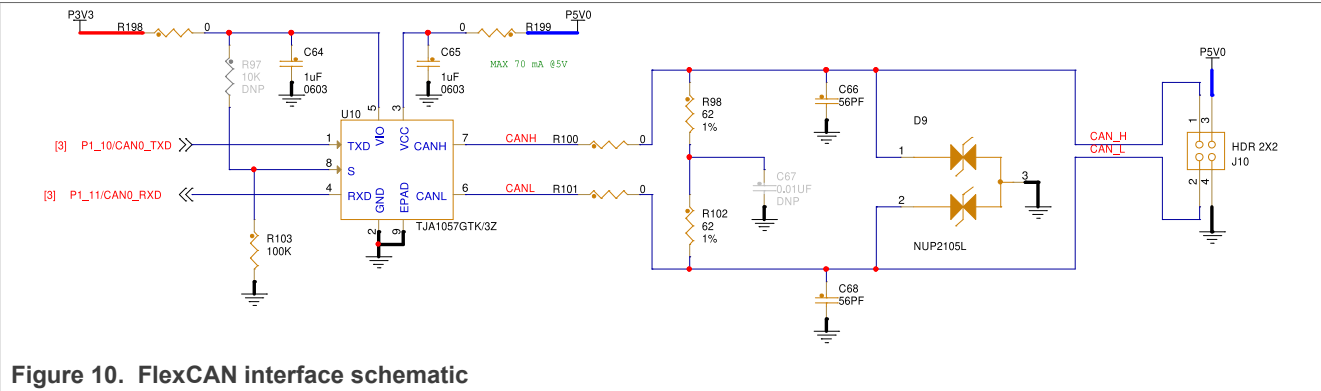 P3V3
R198
0
0
R199
P5V0
MAX 70 mA @5V
R97
10K
DNP
C64
1uF
0603
C65
1uF
0603
U10
5
3
VIO
VCC
[3] P1_10/CAN0_TXD
1
TXD
CANH
7
CANH
R100
0
8
S
[3] P1_11/CAN0_RXD
4
RXD
GND
EPAD
CANL
6
CANL
R101
0
2
9
TJA1057GTK/3Z
R103
100K
R98
62
1%
C67
0.01UF
DNP
R102
62
1%
C66
56PF
C68
56PF
D9
1
2
3
NUP2105L
CAN_H
CAN_L
P5V0
1
3
HDR 2X2
J10
2
4
Figure 10. FlexCAN interface schematic